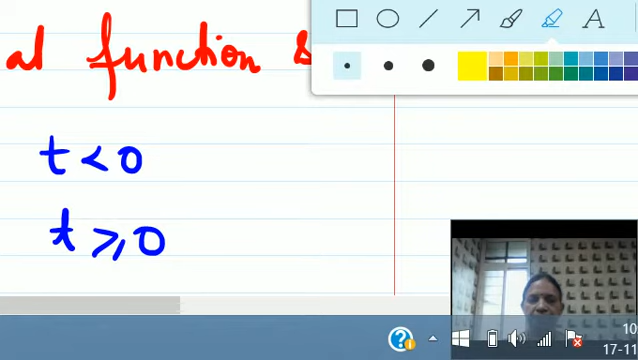 al function
t < 0
t ≥ 0
A
10
17-11